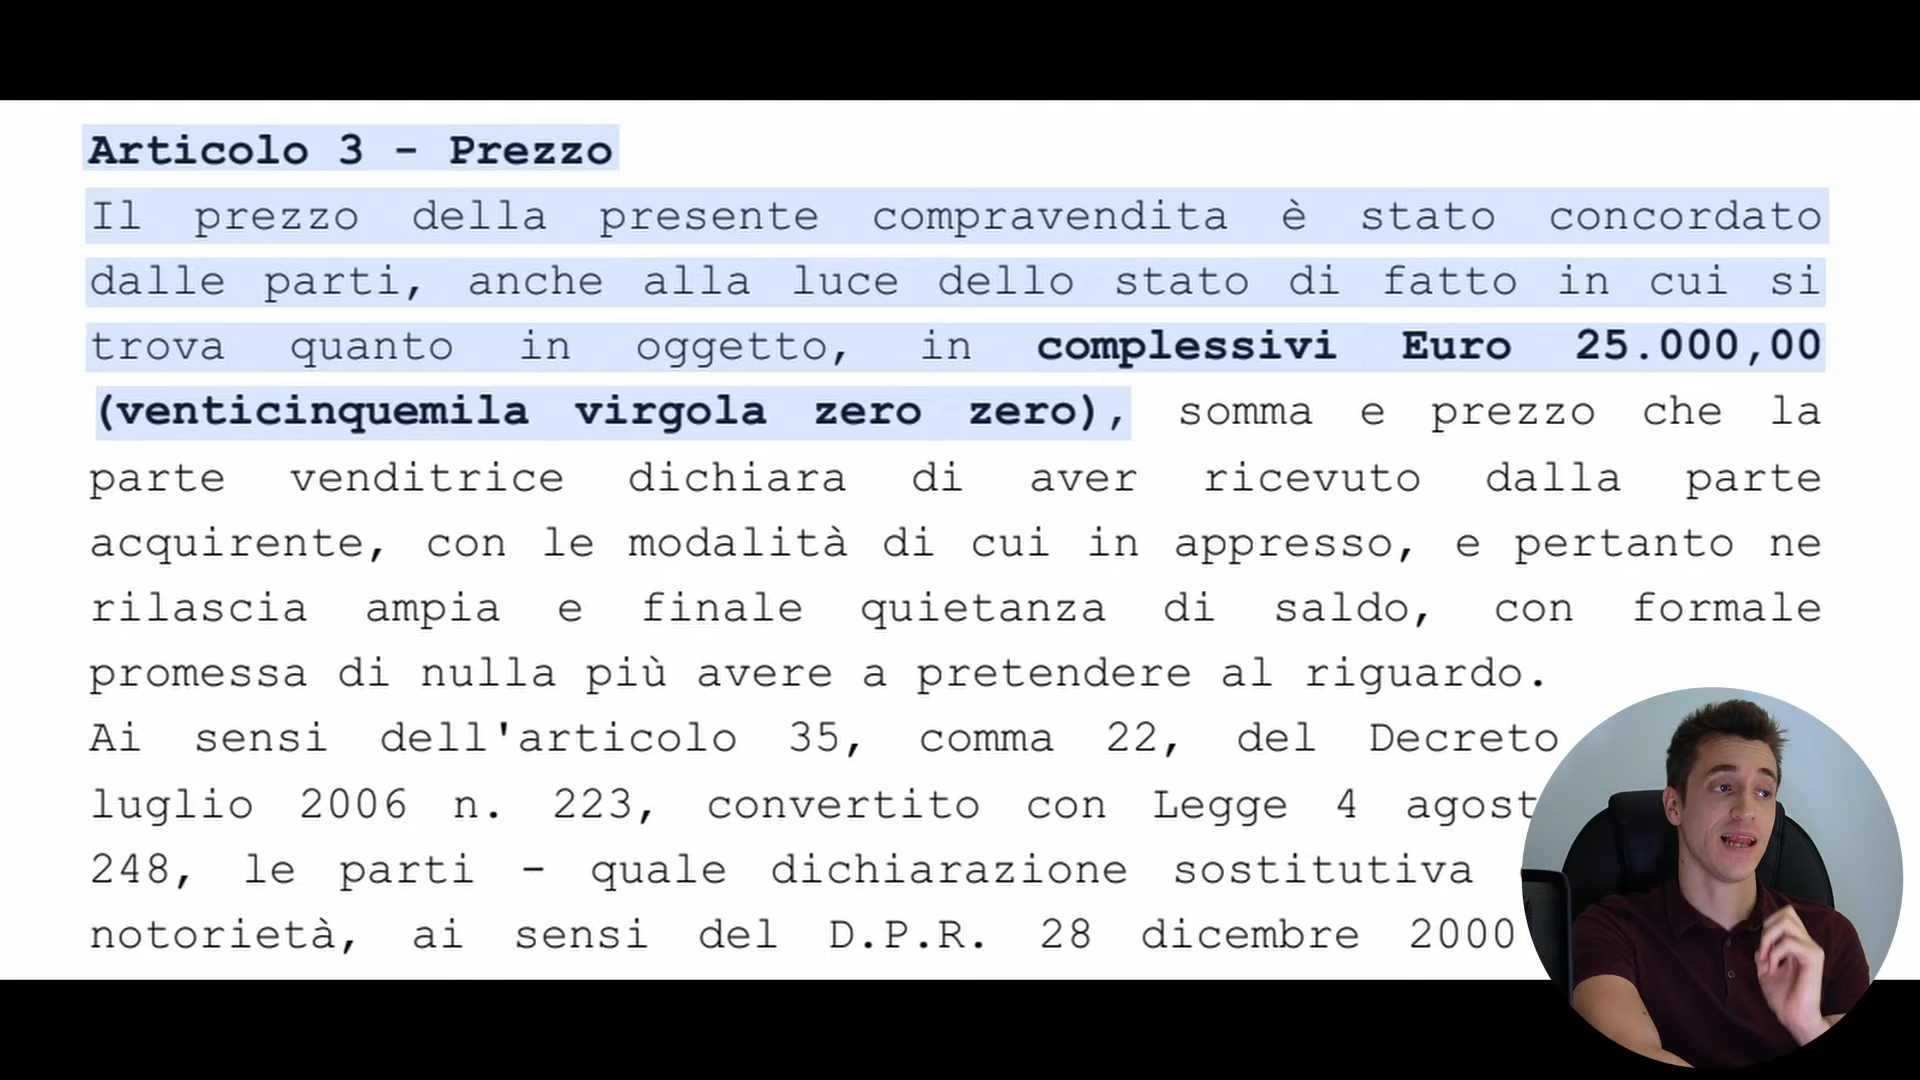 Articolo 3 - Prezzo
Il prezzo della presente compravendita è stato concordato
dalle parti, anche alla luce dello stato di fatto in cui si
trova quanto in oggetto, in complessivi Euro 25.000,00
(venticinquemila virgola zero zero), somma e prezzo che la
parte venditrice dichiara di aver ricevuto dalla parte
acquirente, con le modalità di cui in appresso, e pertanto ne
rilascia ampia e finale quietanza di saldo, con formale
promessa di nulla più avere a pretendere al riguardo.
Ai sensi dell'articolo 35, comma 22, del Decreto
luglio 2006 n. 223, convertito con Legge 4 agost
248, le parti - quale dichiarazione sostitutiva
notorietà, ai sensi del D.P.R. 28 dicembre 2000